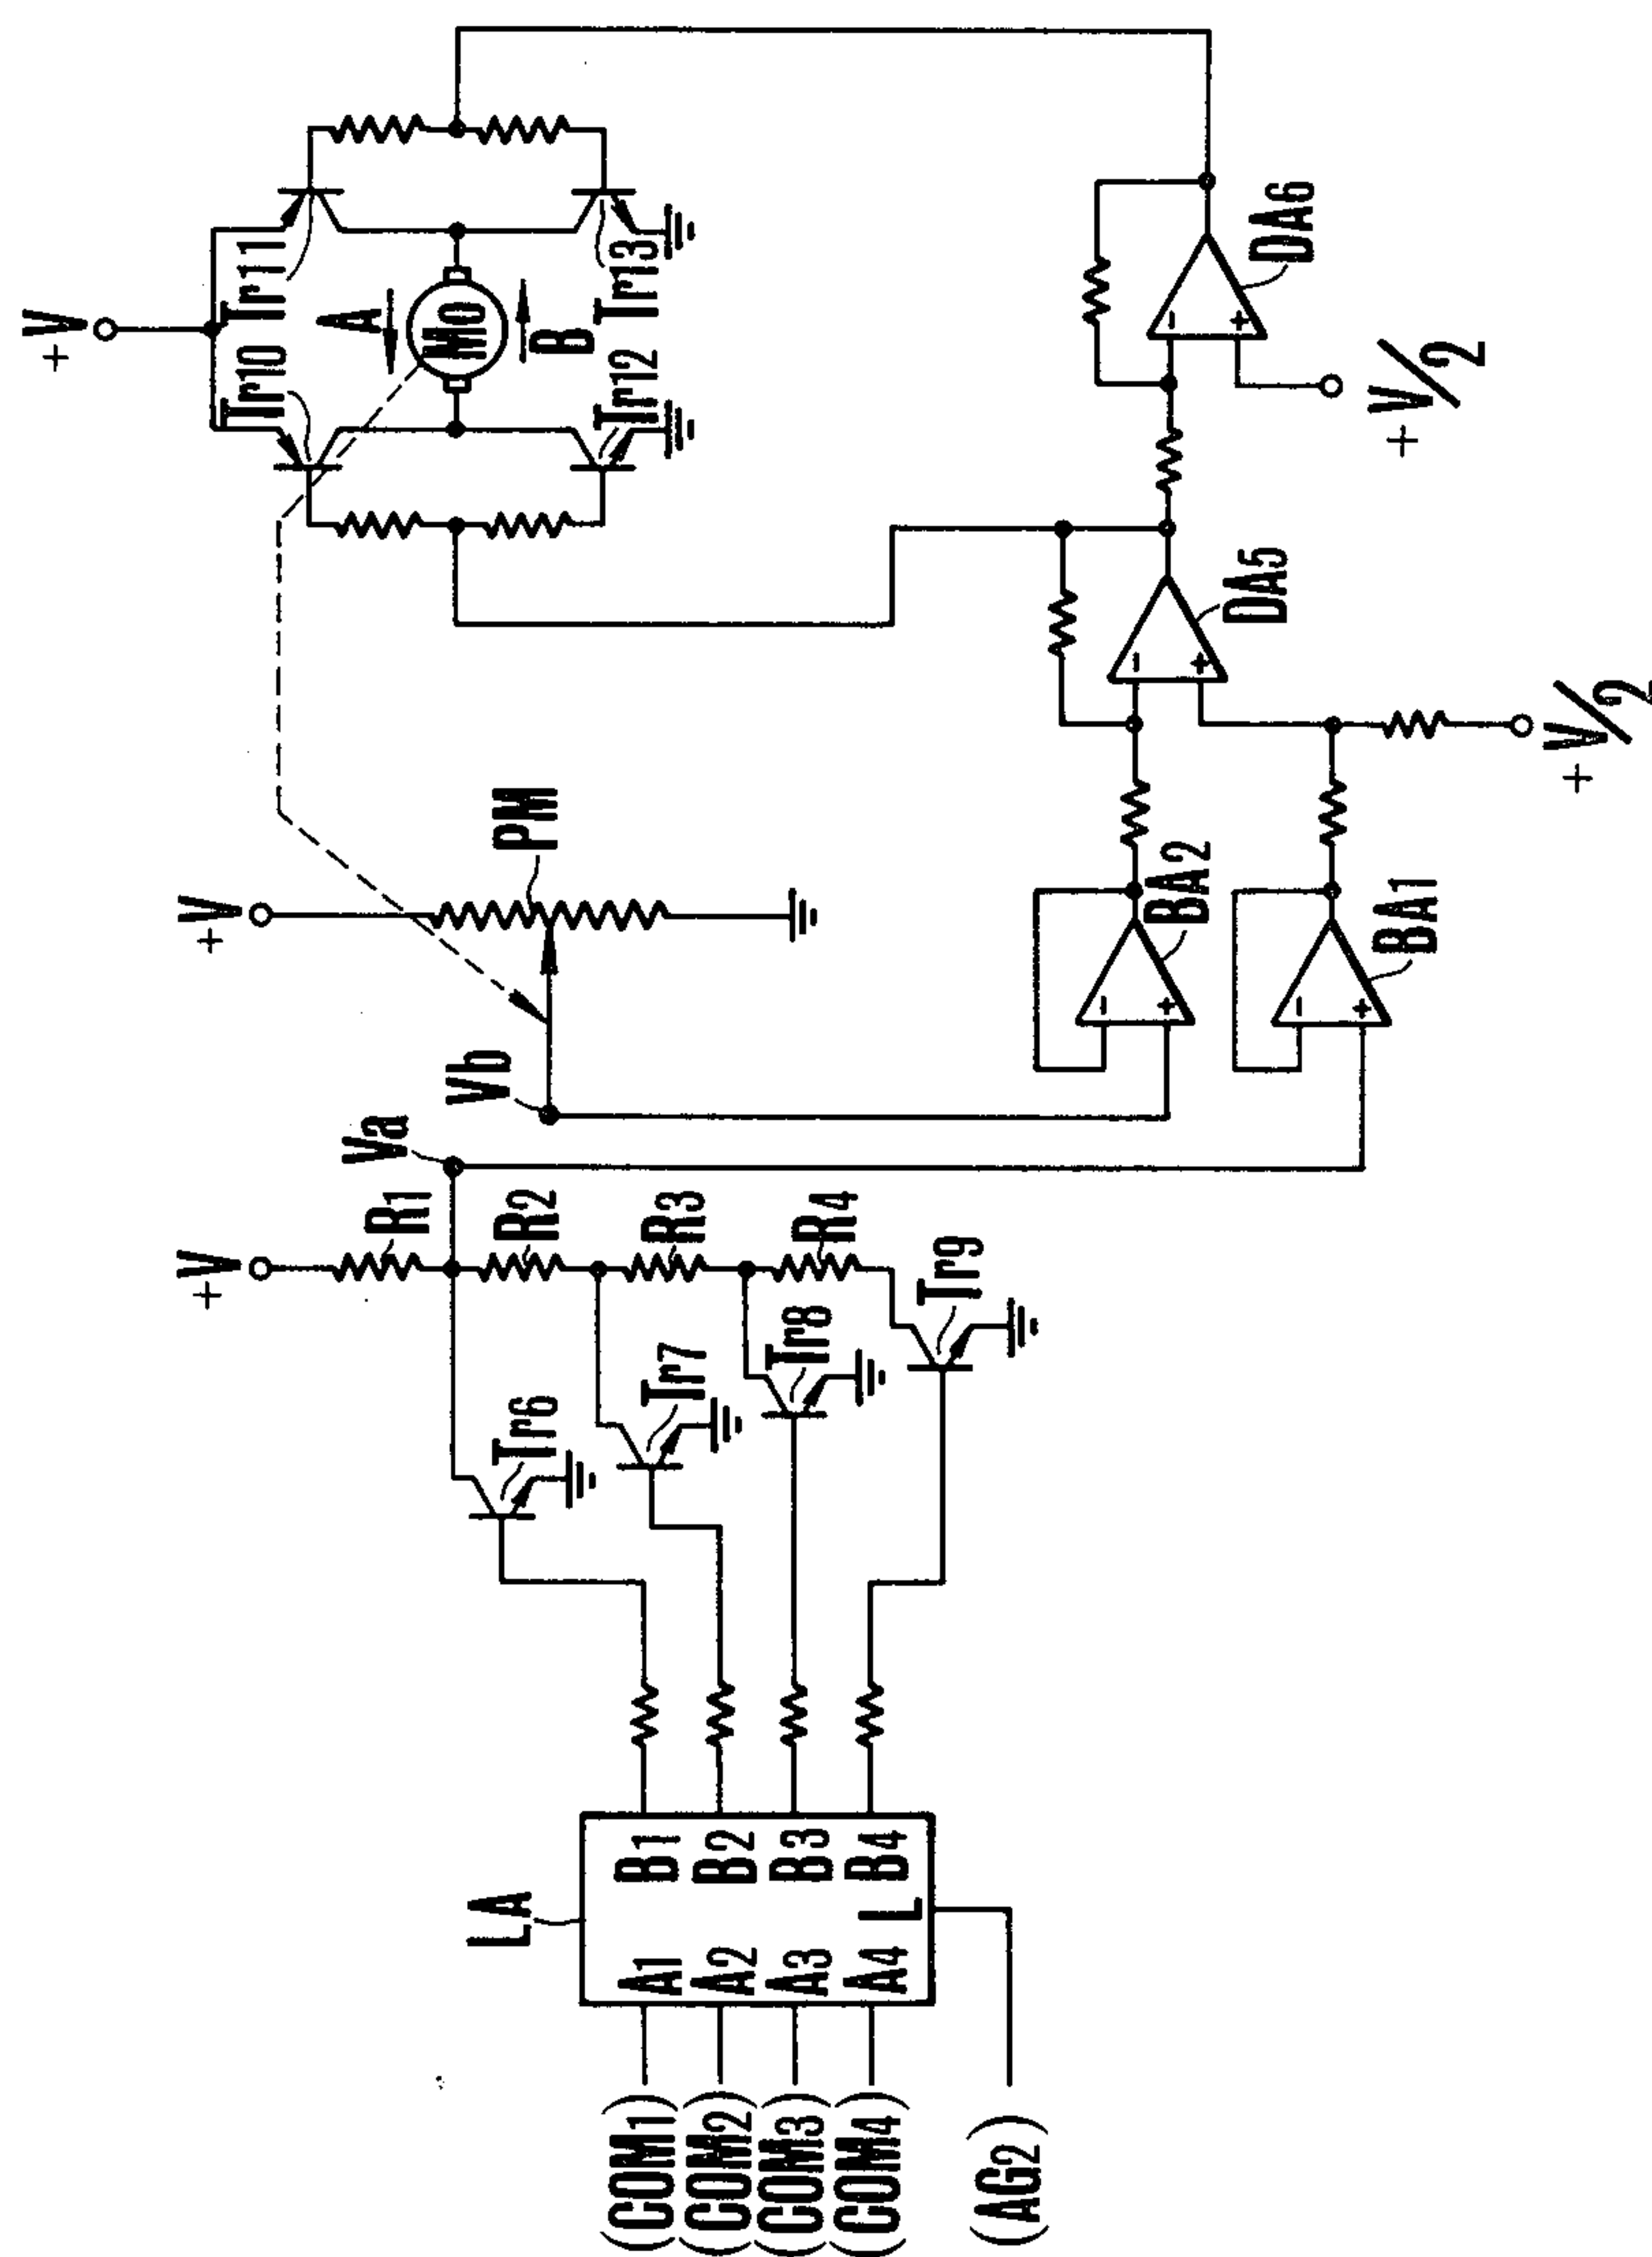 (COM1)
(COM2)
(COM3)
(COM4)
(AG2)
LA
A1
A2
A3
A4
L
B1
B2
B3
B4
Tr6
Tr7
Tr8
Tr9
+V
R1
R2
R3
R4
Va
Vb
+V
PM
BA2
BA1
DA5
+V/2
DA6
+V/2
+V
Tr10
Tr11
A
Mo
B
Tr12
Tr13